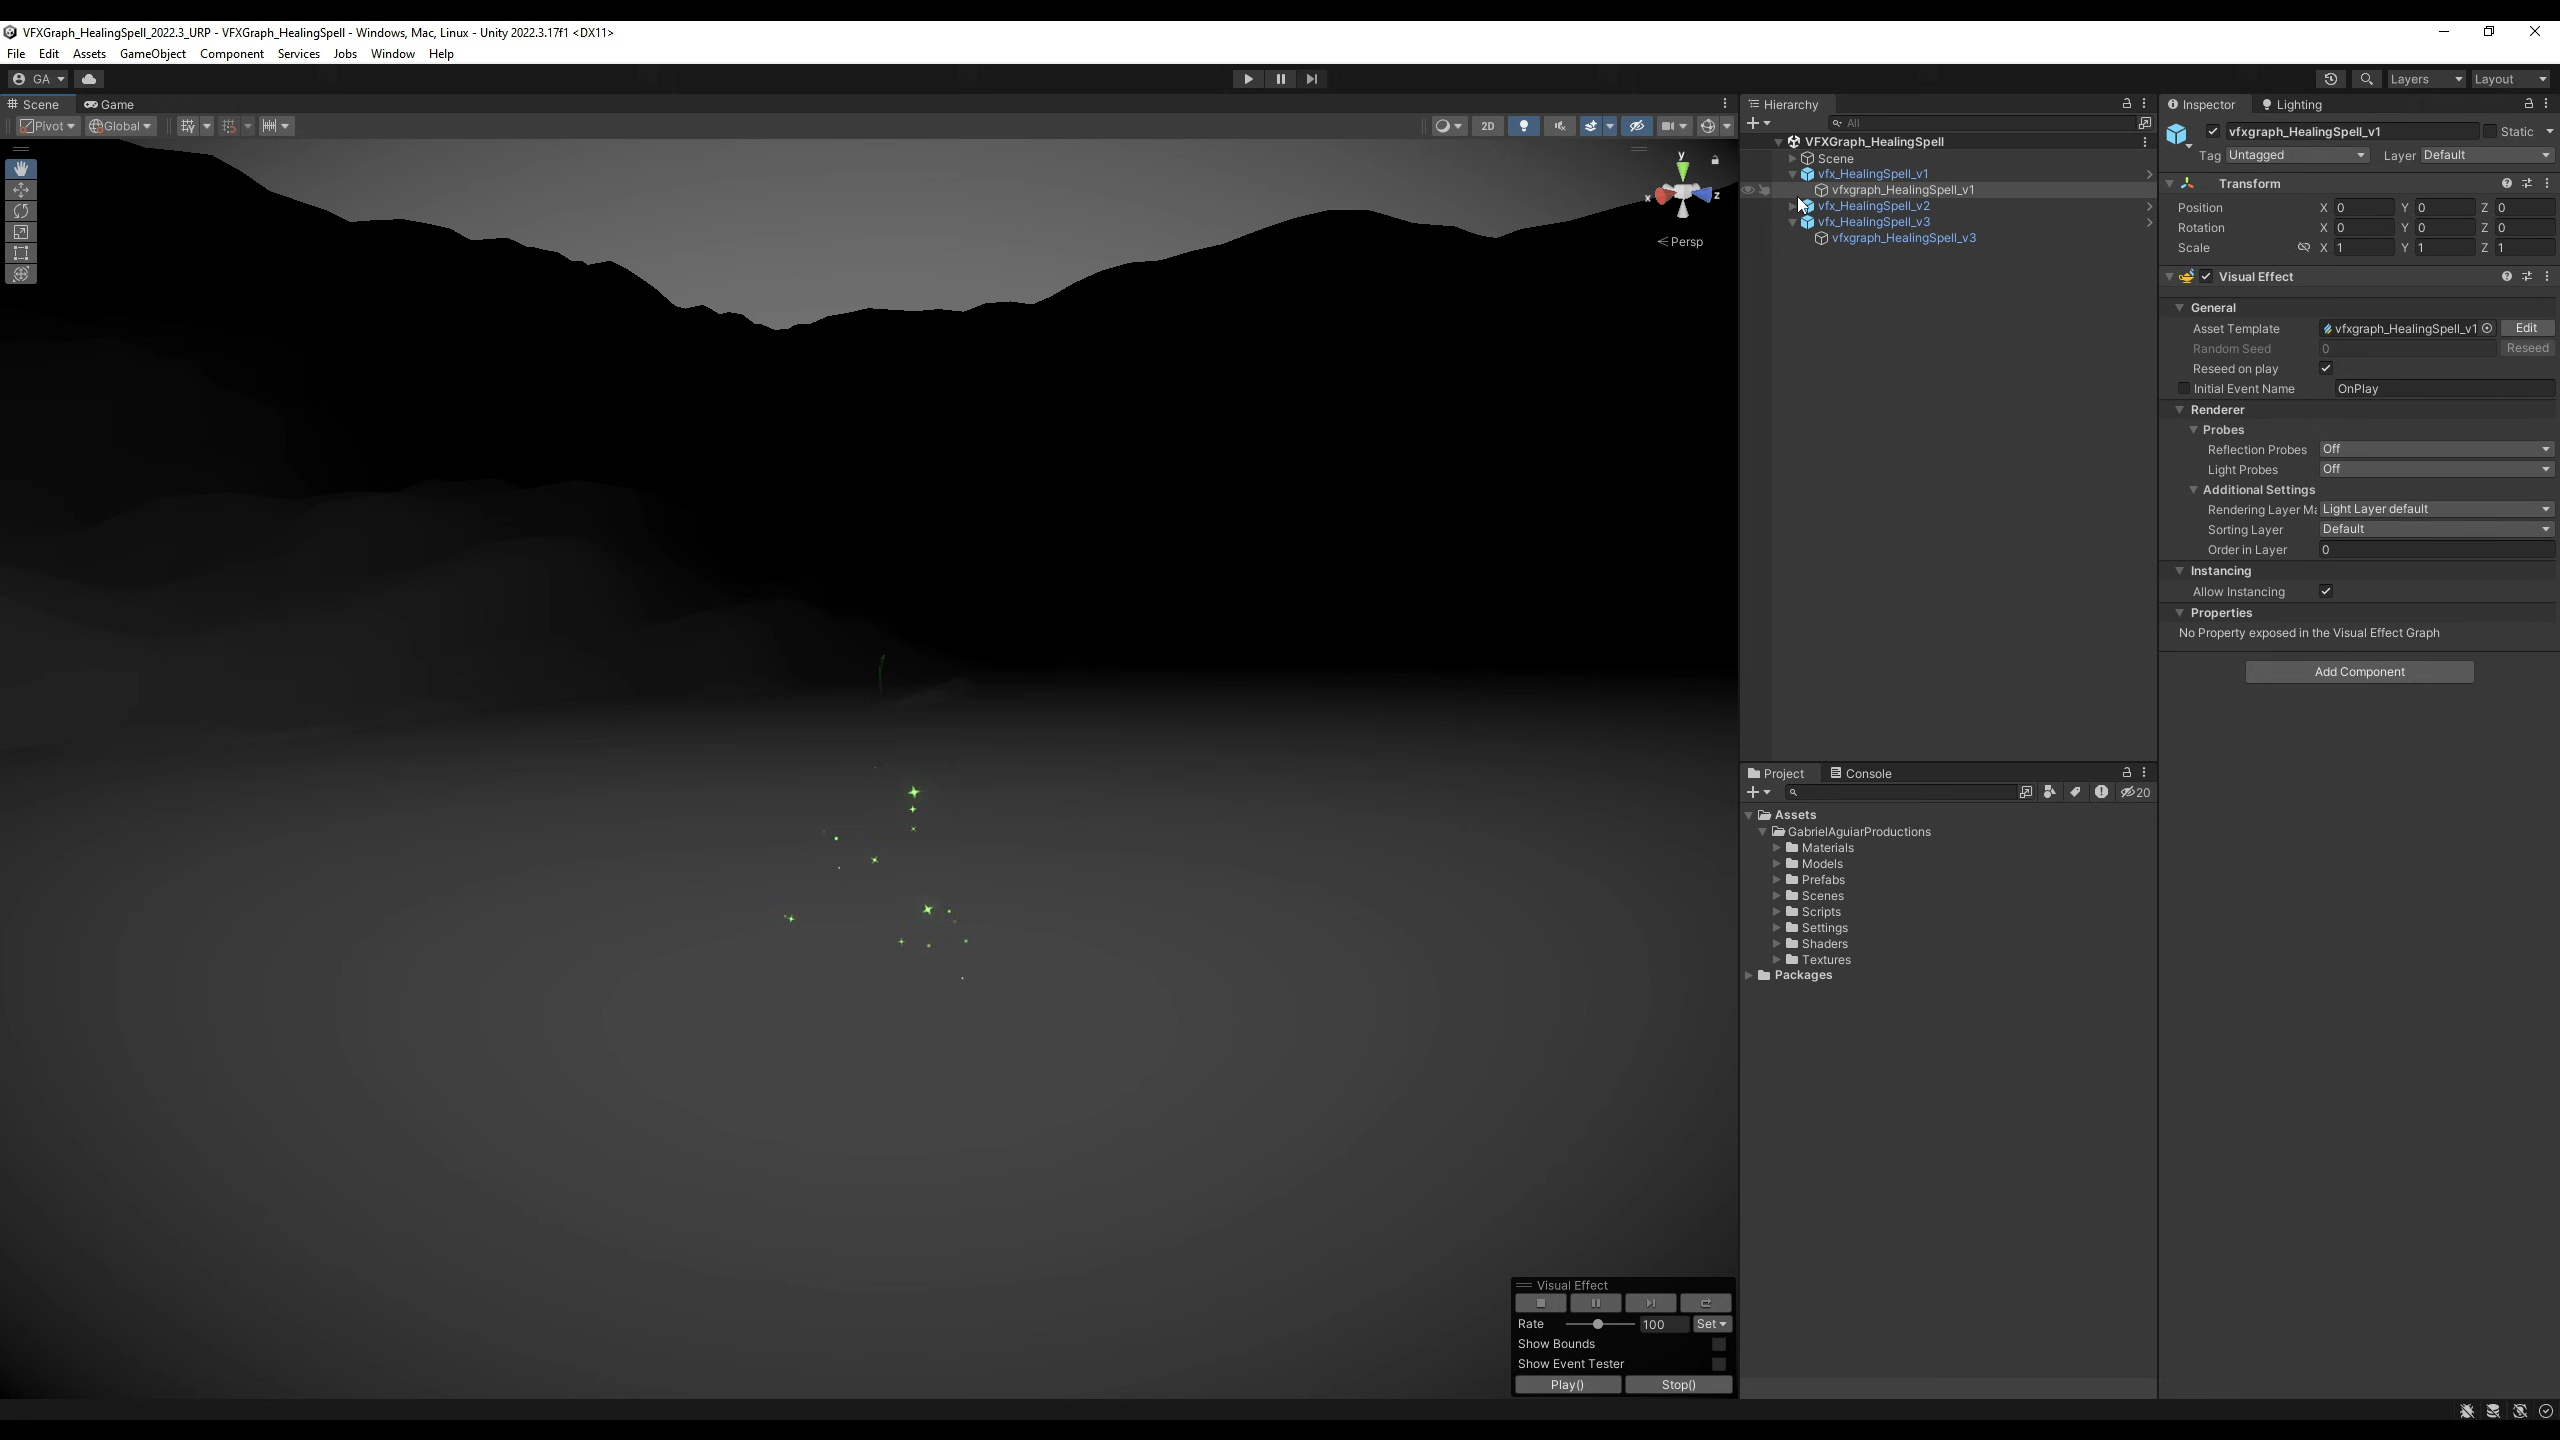 VFXGraph_HealingSpell_2022.3_URP - VFXGraph_HealingSpell - Windows, Mac, Linux - Unity 2022.3.17f1 <DX11>
File Edit Assets GameObject Component Services Jobs Window Help
GA Layers Layout
Scene Game
Pivot Global 2D
y x z
Persp
Visual Effect
Rate 100 Set
Show Bounds
Show Event Tester
Play() Stop()
Hierarchy
All
VFXGraph_HealingSpell
Scene
vfx_HealingSpell_v1
vfxgraph_HealingSpell_v1
vfx_HealingSpell_v2
vfx_HealingSpell_v3
vfxgraph_HealingSpell_v3
Project Console
20
Assets
GabrielAguiarProductions
Materials
Models
Prefabs
Scenes
Scripts
Settings
Shaders
Textures
Packages
Inspector Lighting
vfxgraph_HealingSpell_v1 Static
Tag Untagged Layer Default
Transform
Position X 0 Y 0 Z 0
Rotation X 0 Y 0 Z 0
Scale X 1 Y 1 Z 1
Visual Effect
General
Asset Template vfxgraph_HealingSpell_v1 Edit
Random Seed 0 Reseed
Reseed on play
Initial Event Name OnPlay
Renderer
Probes
Reflection Probes Off
Light Probes Off
Additional Settings
Rendering Layer Ma Light Layer default
Sorting Layer Default
Order in Layer 0
Instancing
Allow Instancing
Properties
No Property exposed in the Visual Effect Graph
Add Component